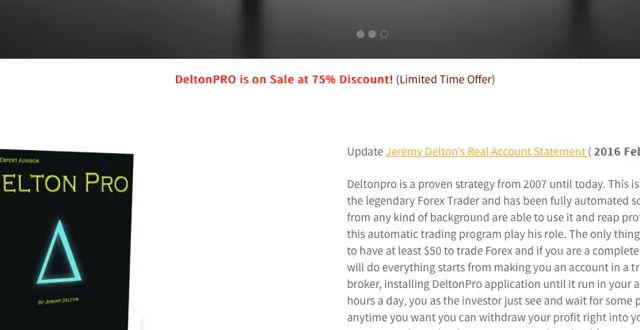 DeltonPRO is on Sale at 75% Discount! (Limited Time Offer)
EXPERT ADVISOR
ELTON PRO
BY JEREMY DELTON
Update Jeremy Delton's Real Account Statement ( 2016 Feb
Deltonpro is a proven strategy from 2007 until today. This is
the legendary Forex Trader and has been fully automated so
from any kind of background are able to use it and reap pro
this automatic trading program play his role. The only thing
to have at least $50 to trade Forex and if you are a complete
will do everything starts from making you an account in a tr
broker, installing DeltonPro application until it run in your a
hours a day, you as the investor just see and wait for some p
anytime you want you can withdraw your profit right into yo